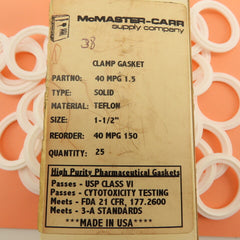 McMASTER-CARR
supply company
38
CLAMP GASKET
PARTNO: 40 MPG 1.5
TYPE: SOLID
MATERIAL: TEFLON
SIZE: 1-1/2"
REORDER: 40 MPG 150
QUANTITY: 25
High Purity Pharmaceutical Gaskets
Passes - USP CLASS VI
Passes - CYTOTOXICITY TESTING
Meets - FDA 21 CFR, 177.2600
Meets - 3-A STANDARDS
***MADE IN USA***